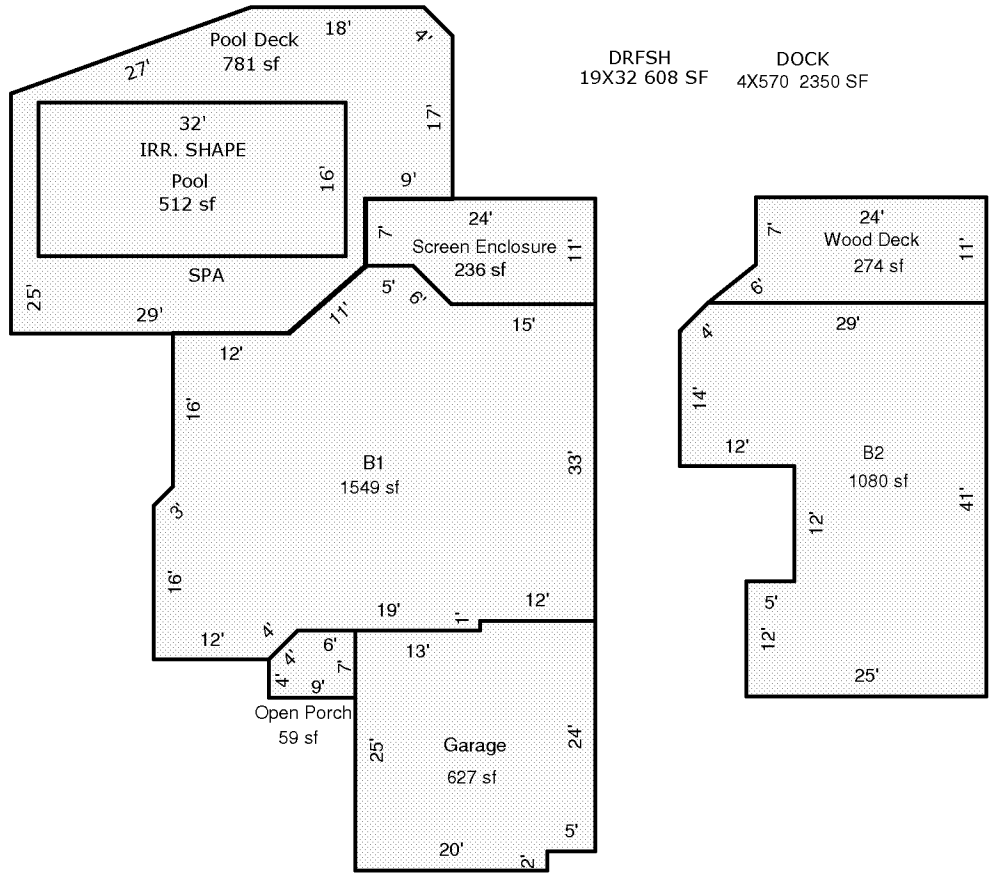 18'
4'
Pool Deck
781 sf
27'
DRFSH
19X32 608 SF
DOCK
4X570 2350 SF
17'
32'
IRR. SHAPE
16'
Pool
512 sf
9'
SPA
25'
29'
24'
7'
Screen Enclosure
11'
236 sf
5'
6'
11'
15'
24'
7'
Wood Deck
11'
274 sf
6'
4'
29'
12'
16'
14'
12'
B1
1549 sf
33'
B2
1080 sf
41'
3'
12'
16'
12'
19'
1'
12'
4'
4'
6'
7'
13'
4'
9'
5'
12'
25'
Open Porch
59 sf
25'
Garage
627 sf
24'
5'
20'
2'